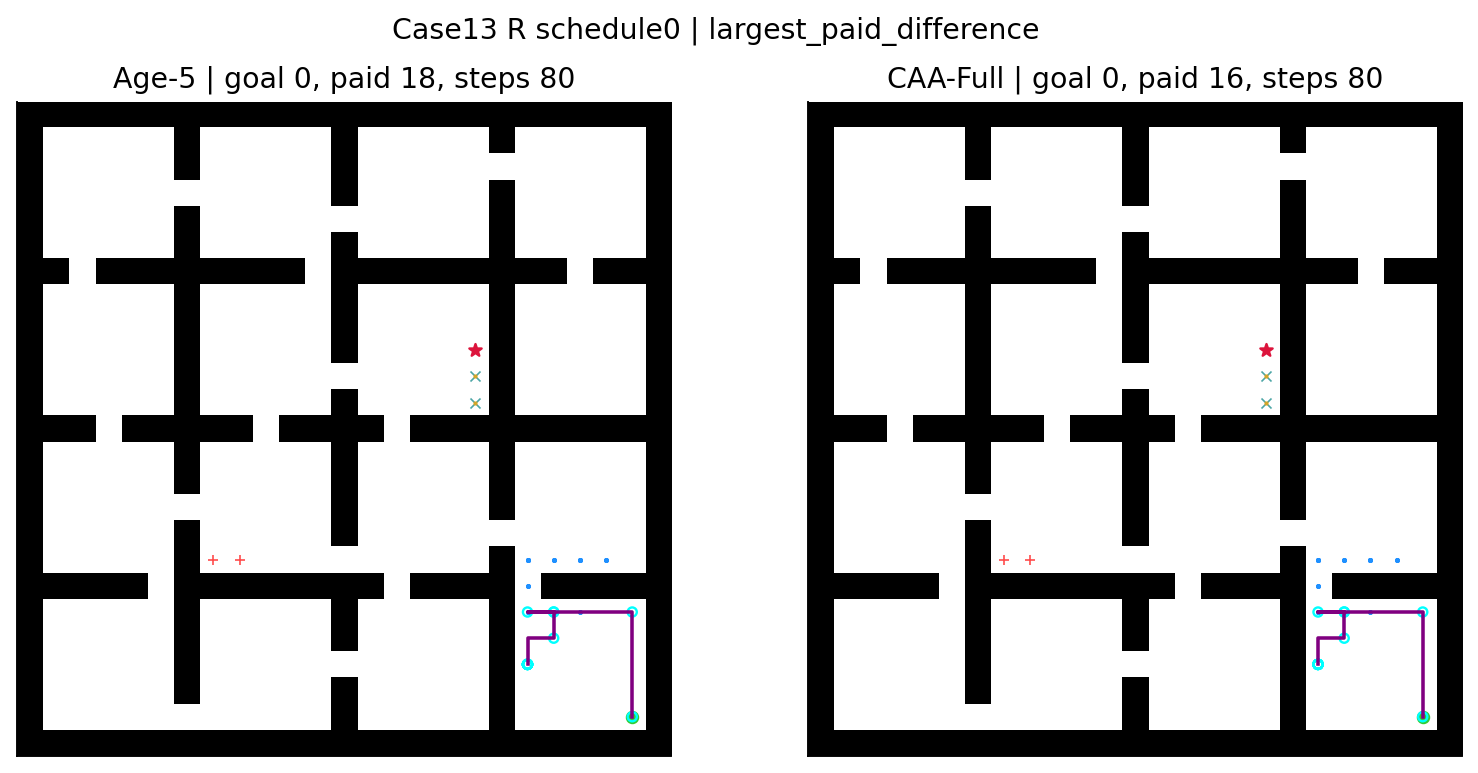 Case13 R schedule0 | largest_paid_difference
Age-5 | goal 0, paid 18, steps 80
CAA-Full | goal 0, paid 16, steps 80